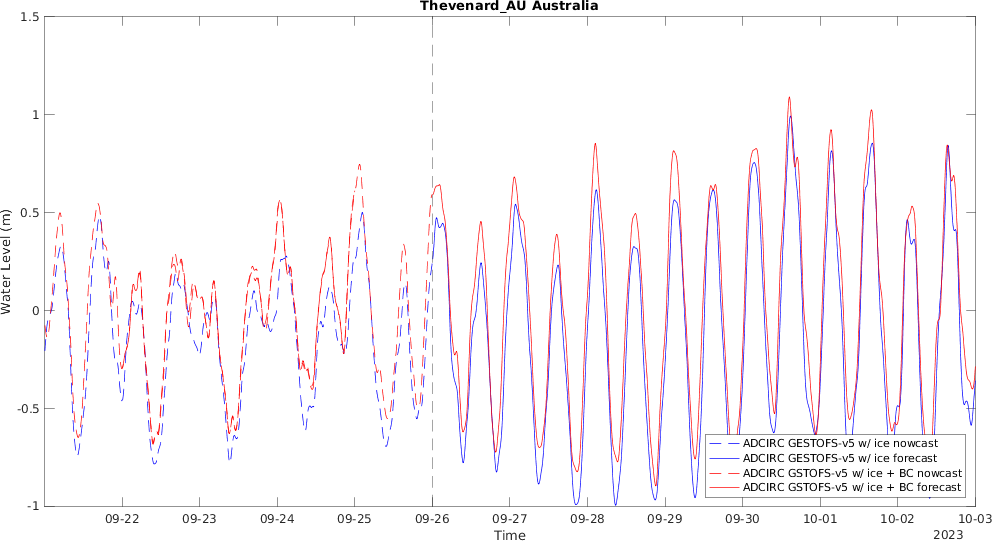 Thevenard_AU Australia
1.5
1
0.5
0
-0.5
-1
Water Level (m)
ADCIRC GESTOFS-v5 w/ ice nowcast
ADCIRC GESTOFS-v5 w/ ice forecast
ADCIRC GSTOFS-v5 w/ ice + BC nowcast
ADCIRC GSTOFS-v5 w/ ice + BC forecast
09-22 09-23 09-24 09-25 09-26 09-27 09-28 09-29 09-30 10-01 10-02 10-03
Time
2023